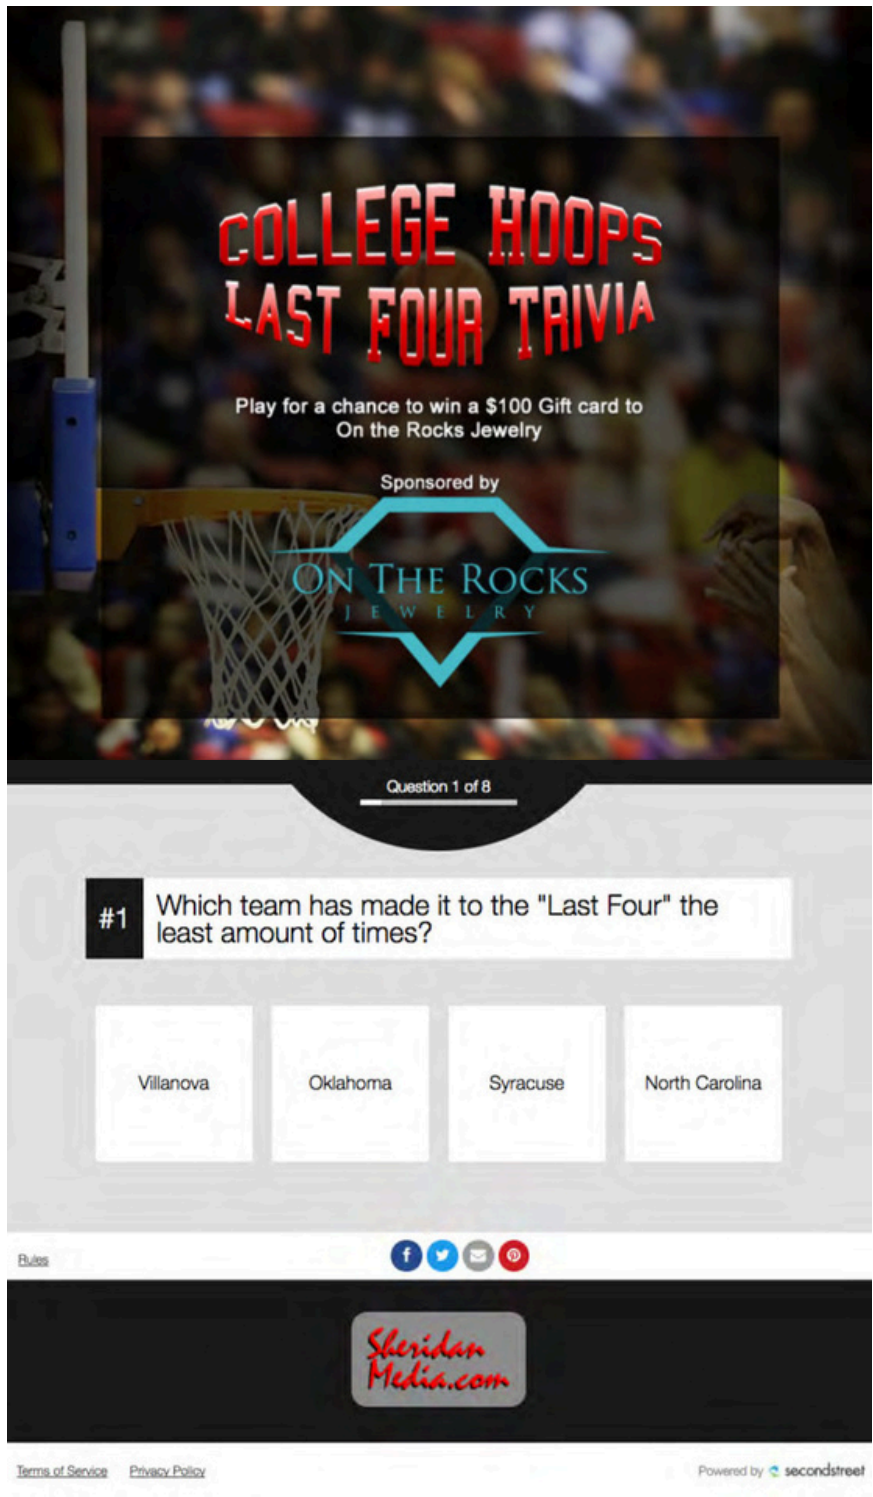 COLLEGE HOOPS
LAST FOUR TRIVIA
Play for a chance to win a $100 Gift card to
On the Rocks Jewelry
Sponsored by
ON THE ROCKS
JEWELRY
Question 1 of 8
#1
Which team has made it to the "Last Four" the
least amount of times?
Villanova
Oklahoma
Syracuse
North Carolina
Rules
Sheridan
Media.com
Terms of Service Privacy Policy Powered by secondstreet